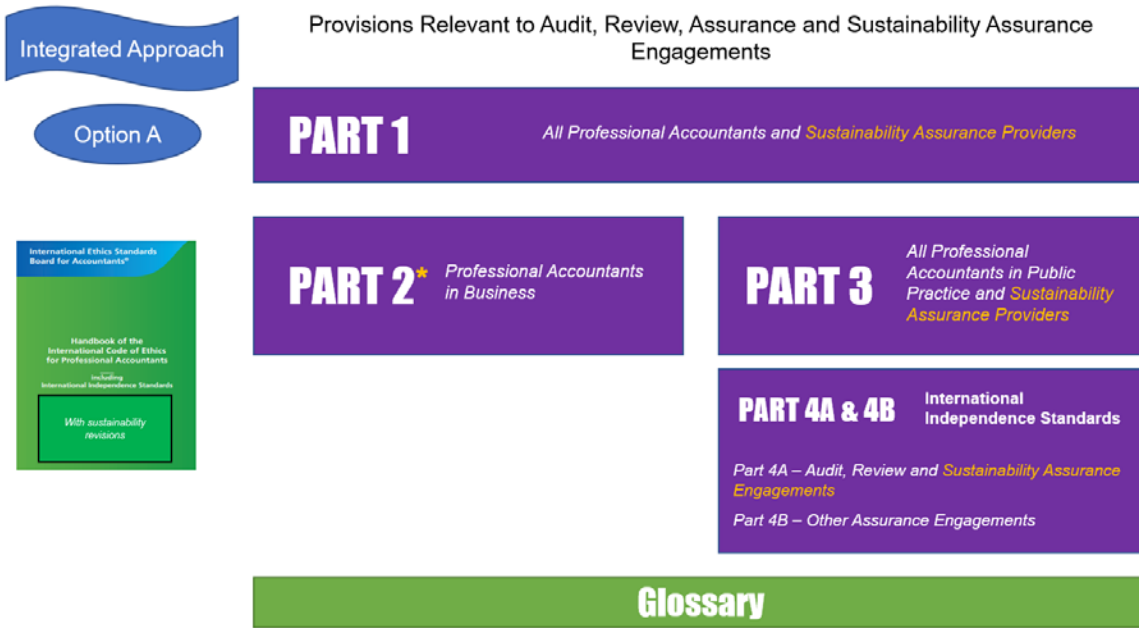 Integrated Approach
Option A
Provisions Relevant to Audit, Review, Assurance and Sustainability Assurance
Engagements
PART 1
All Professional Accountants and Sustainability Assurance Providers
International Ethics Standards
Board for Accountants®
Handbook of the
International Code of Ethics
for Professional Accountants
including
International Independence Standards
With sustainability
revisions
PART 2*
Professional Accountants
in Business
PART 3
All Professional
Accountants in Public
Practice and Sustainability
Assurance Providers
PART 4A & 4B
International
Independence Standards
Part 4A – Audit, Review and Sustainability Assurance
Engagements
Part 4B – Other Assurance Engagements
Glossary